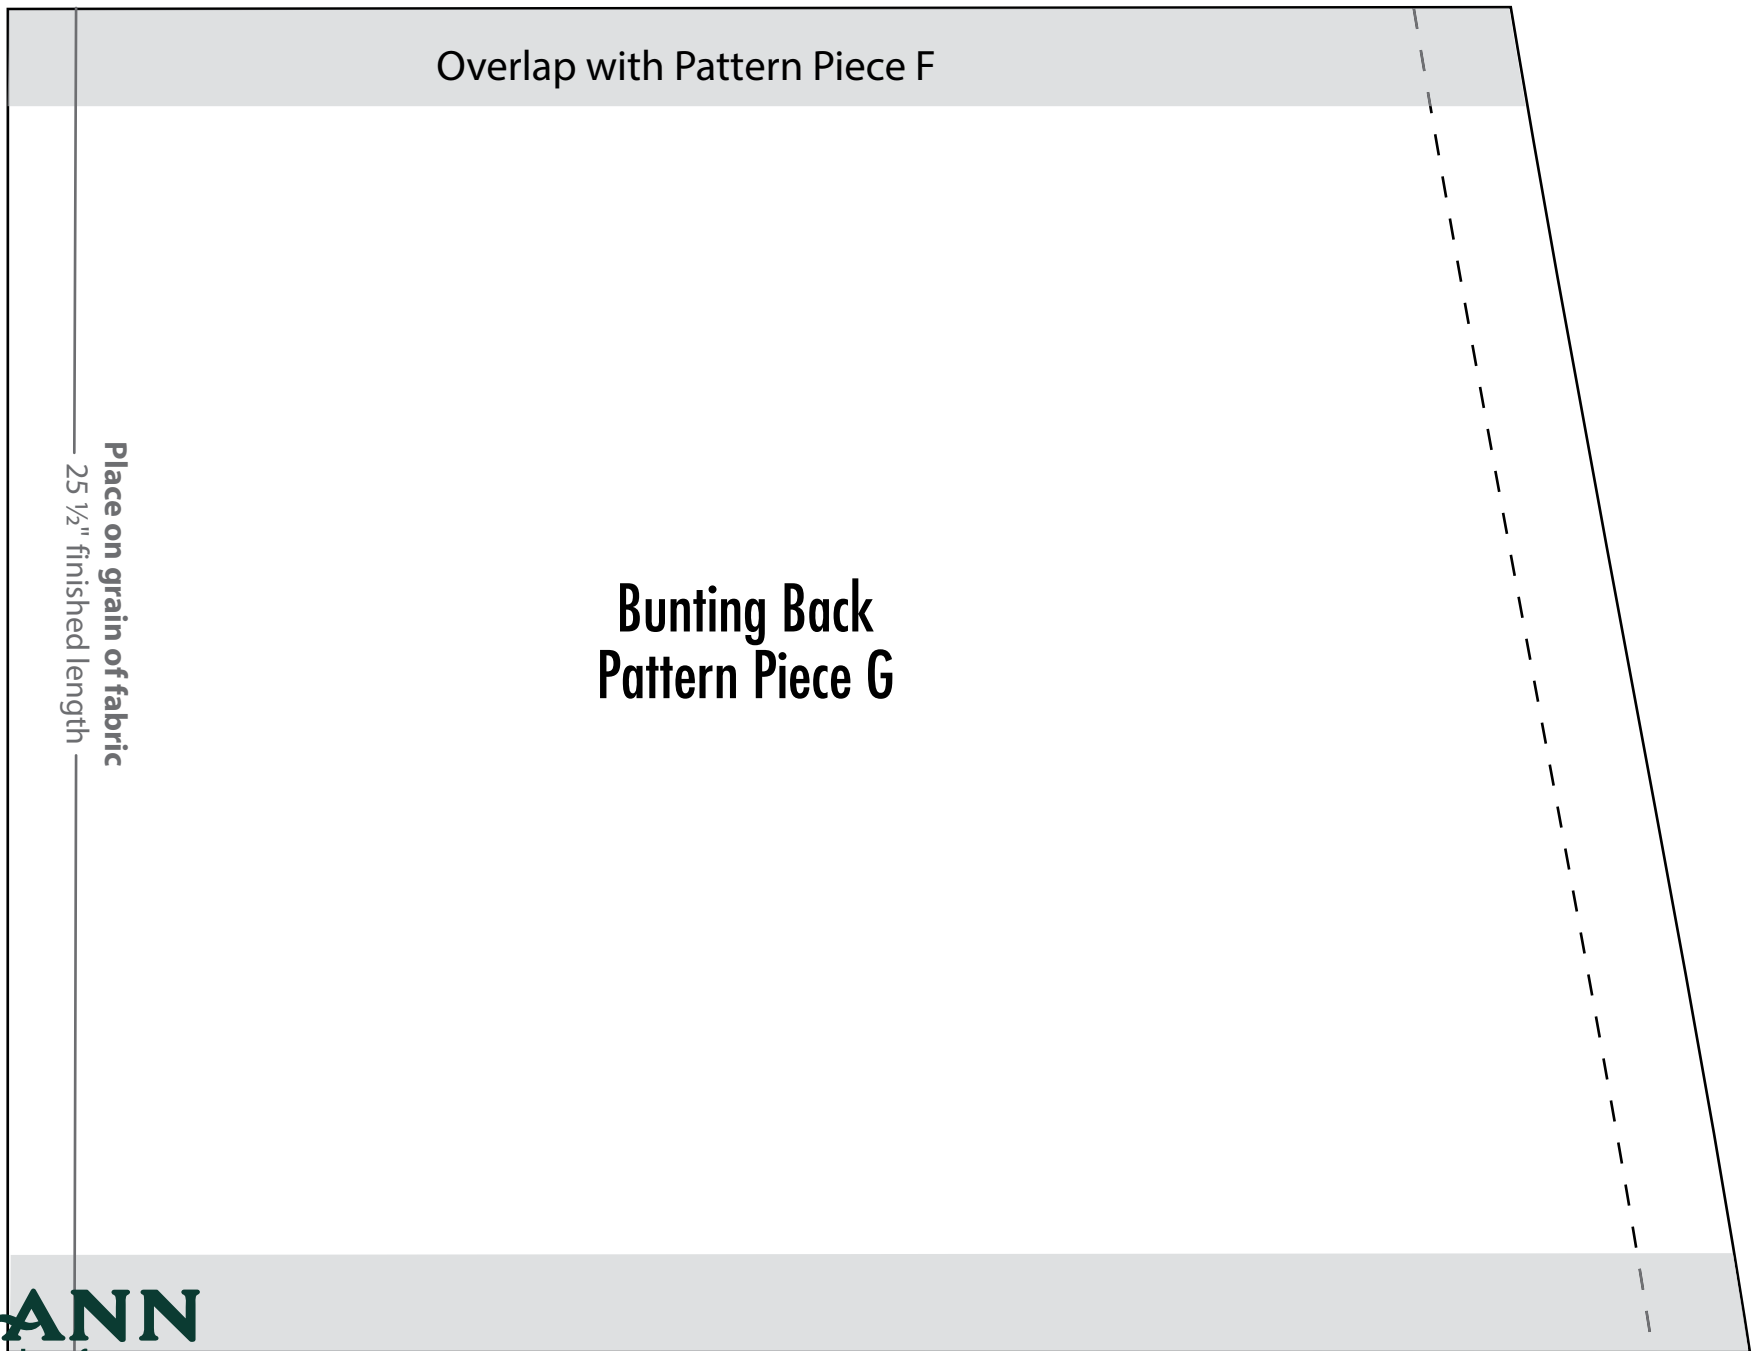 Overlap with Pattern Piece F
Place on grain of fabric
25 ½" finished length
Bunting Back
Pattern Piece G
ANN